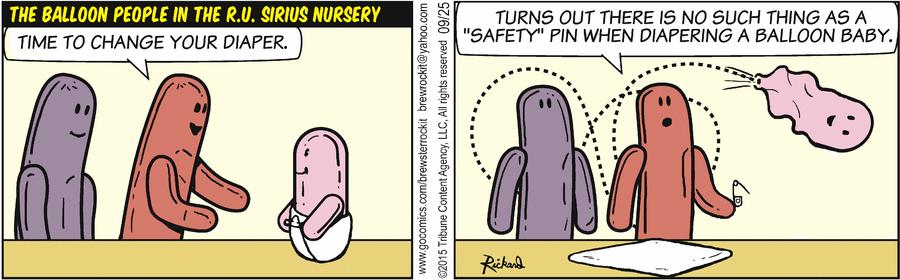 THE BALLOON PEOPLE IN THE R.U. SIRIUS NURSERY
TIME TO CHANGE YOUR DIAPER.
www.gocomics.com/brewsterrockit brewrockit@yahoo.com
©2015 Tribune Content Agency, LLC, All rights reserved 09/25
TURNS OUT THERE IS NO SUCH THING AS A
"SAFETY" PIN WHEN DIAPERING A BALLOON BABY.
Rickard